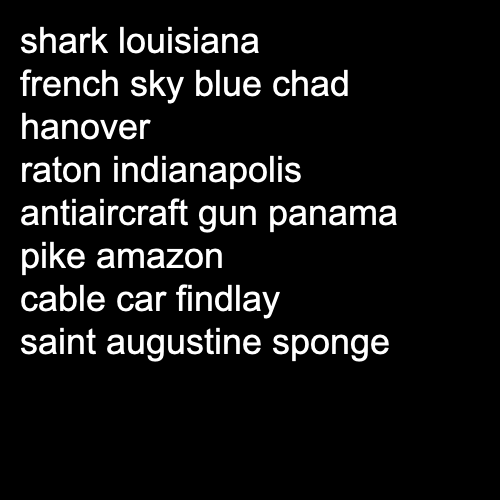 shark louisiana
french sky blue chad
hanover
raton indianapolis
antiaircraft gun panama
pike amazon
cable car findlay
saint augustine sponge